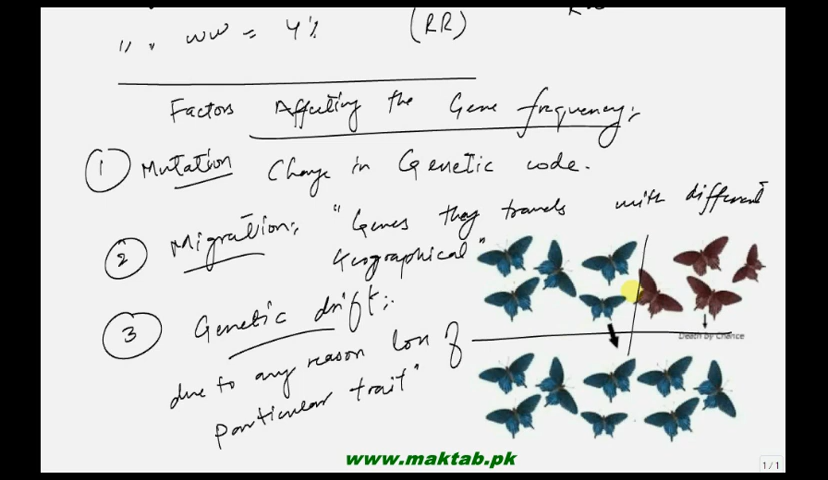 " " ww = 4% (RR)
Factors Affecting the Gene frequency:
① Mutation Change in Genetic code.
② Migration: "Genes they travels with different
Geographical"
③ Genetic drift:
due to any reason loss of
particular trait"
Death by Chance
www.maktab.pk
1/1